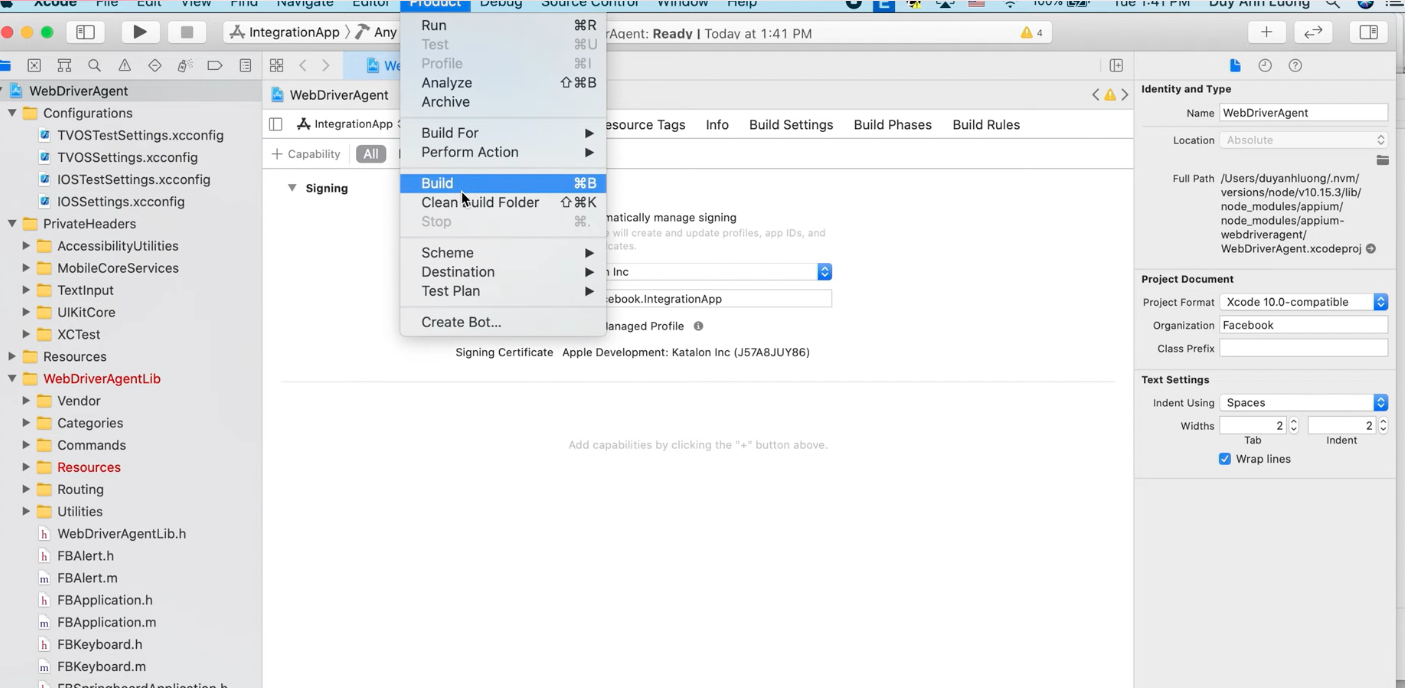 Xcode File Edit View Find Navigate Editor Product Debug Source Control Window Help 100% Tue 1:41 PM Duy Anh Luong
IntegrationApp Any
rAgent: Ready | Today at 1:41 PM
4
Run ⌘R
Test ⌘U
Profile ⌘I
Analyze ⇧⌘B
Archive
Build For
Perform Action
Build ⌘B
Clean Build Folder ⇧⌘K
Stop ⌘.
Scheme
Destination
Test Plan
Create Bot...
WebDriverAgent
Configurations
TVOSTestSettings.xcconfig
TVOSSettings.xcconfig
IOSTestSettings.xcconfig
IOSSettings.xcconfig
PrivateHeaders
AccessibilityUtilities
MobileCoreServices
TextInput
UIKitCore
XCTest
Resources
WebDriverAgentLib
Vendor
Categories
Commands
Resources
Routing
Utilities
WebDriverAgentLib.h
FBAlert.h
FBAlert.m
FBApplication.h
FBApplication.m
FBKeyboard.h
FBKeyboard.m
FBSpringboardApplication.h
We
WebDriverAgent
IntegrationApp
esource Tags Info Build Settings Build Phases Build Rules
+ Capability All
Signing
matically manage signing
e will create and update profiles, app IDs, and
cates.
n Inc
cebook.IntegrationApp
Managed Profile
Signing Certificate Apple Development: Katalon Inc (J57A8JUY86)
Add capabilities by clicking the "+" button above.
Identity and Type
Name WebDriverAgent
Location Absolute
Full Path /Users/duyanhluong/.nvm/
versions/node/v10.15.3/lib/
node_modules/appium/
node_modules/appium-
webdriveragent/
WebDriverAgent.xcodeproj
Project Document
Project Format Xcode 10.0-compatible
Organization Facebook
Class Prefix
Text Settings
Indent Using Spaces
Widths 2 2
Tab Indent
Wrap lines